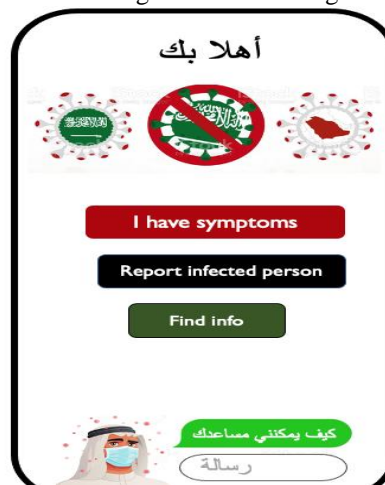 أهلا بك
I have symptoms
Report infected person
Find info
كيف يمكنني مساعدك
رسالة